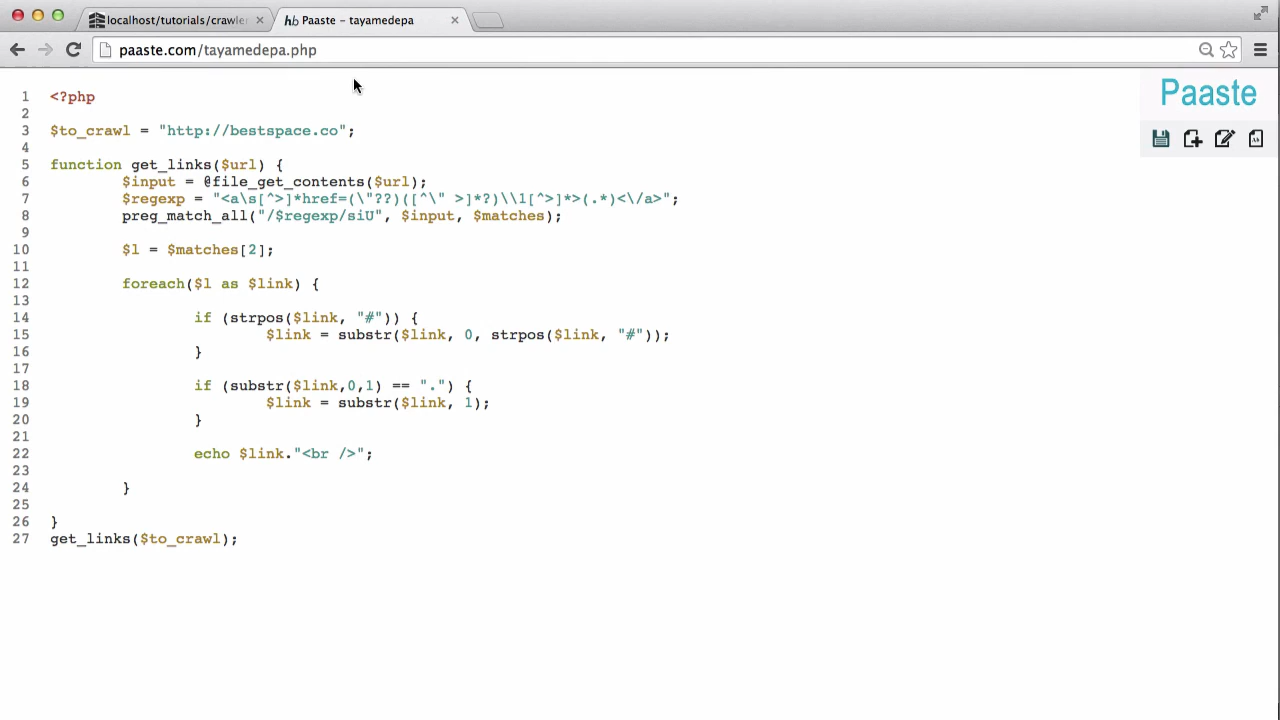 localhost/tutorials/crawle
hb Paaste – tayamedepa
paaste.com/tayamedepa.php
Paaste
1 <?php
2
3 $to_crawl = "http://bestspace.co";
4
5 function get_links($url) {
6 $input = @file_get_contents($url);
7 $regexp = "<a\s[^>]*href=(\"??)([^\" >]*?)\\1[^>]*>(.*)<\/a>";
8 preg_match_all("/$regexp/siU", $input, $matches);
9
10 $l = $matches[2];
11
12 foreach($l as $link) {
13
14 if (strpos($link, "#")) {
15 $link = substr($link, 0, strpos($link, "#"));
16 }
17
18 if (substr($link,0,1) == ".") {
19 $link = substr($link, 1);
20 }
21
22 echo $link."<br />";
23
24 }
25
26 }
27 get_links($to_crawl);